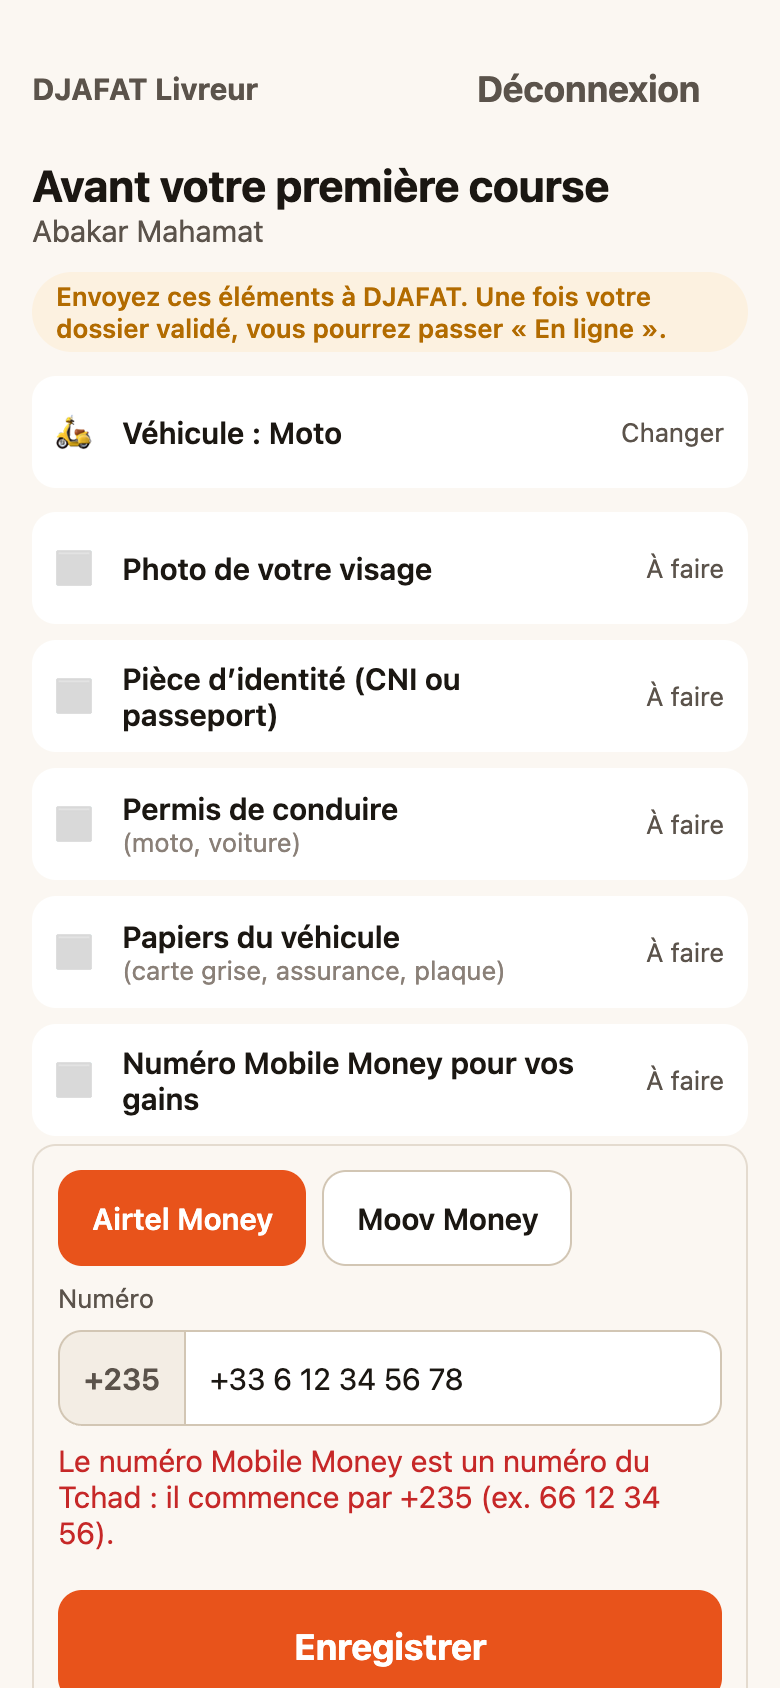 DJAFAT Livreur
Déconnexion
Avant votre première course
Abakar Mahamat
Envoyez ces éléments à DJAFAT. Une fois votre
dossier validé, vous pourrez passer « En ligne ».
Véhicule : Moto
Changer
Photo de votre visage
À faire
Pièce d’identité (CNI ou
passeport)
À faire
Permis de conduire
(moto, voiture)
À faire
Papiers du véhicule
(carte grise, assurance, plaque)
À faire
Numéro Mobile Money pour vos
gains
À faire
Airtel Money
Moov Money
Numéro
+235
+33 6 12 34 56 78
Le numéro Mobile Money est un numéro du
Tchad : il commence par +235 (ex. 66 12 34
56).
Enregistrer